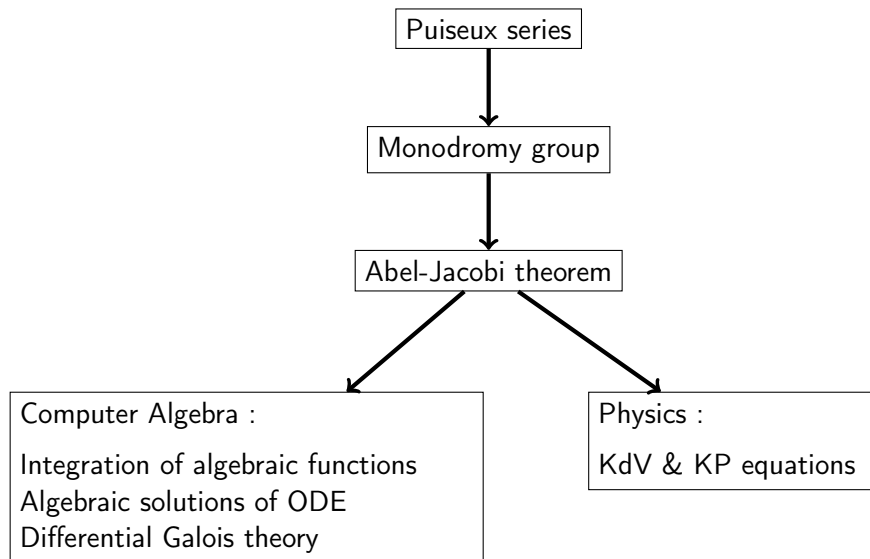 Puiseux series
Monodromy group
Abel-Jacobi theorem
Computer Algebra :
Integration of algebraic functions
Algebraic solutions of ODE
Differential Galois theory
Physics :
KdV & KP equations